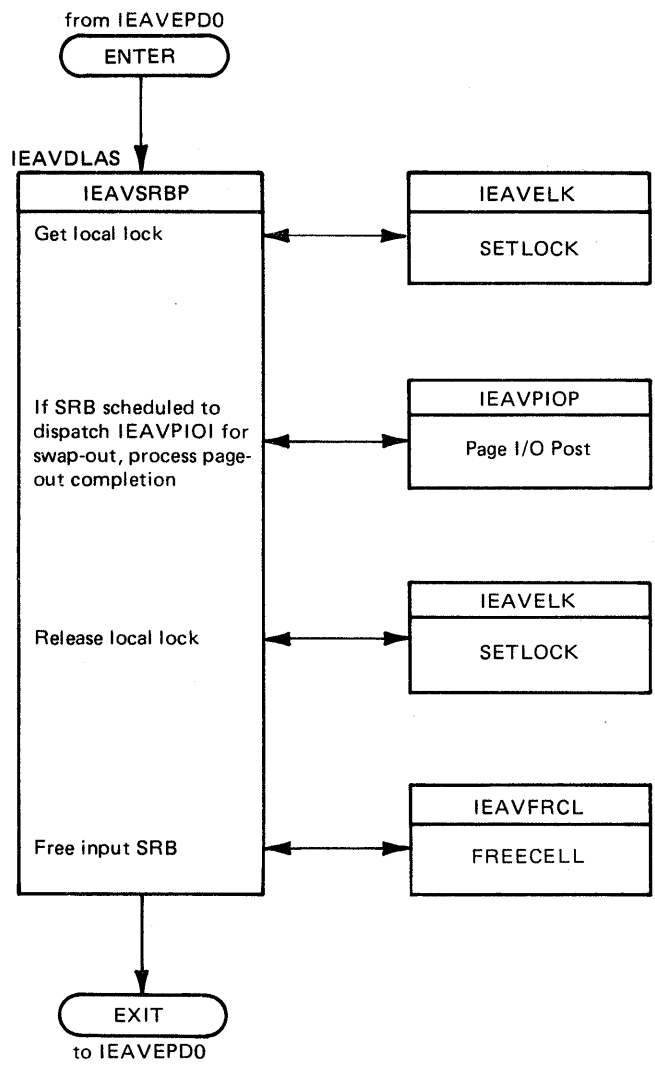 from IEAVEPD0
ENTER
IEAVDLAS
IEAVSRBP
Get local lock
IEAVELK
SETLOCK
If SRB scheduled to
dispatch IEAVPIOI for
swap-out, process page-
out completion
IEAVPIOP
Page I/O Post
Release local lock
IEAVELK
SETLOCK
Free input SRB
IEAVFRCL
FREECELL
EXIT
to IEAVEPD0